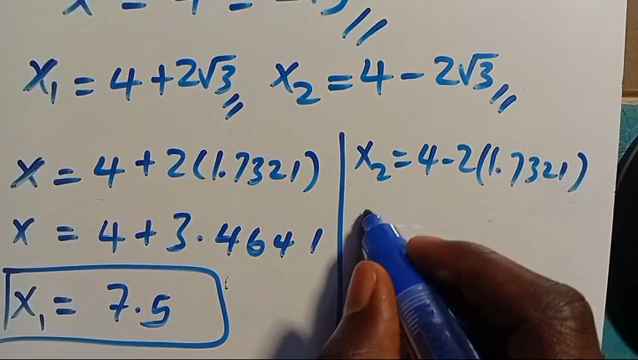 x₁ = 4 + 2√3 x₂ = 4 - 2√3
x = 4 + 2(1.7321)
x = 4 + 3.4641
x₁ = 7.5
x₂ = 4 - 2(1.7321)